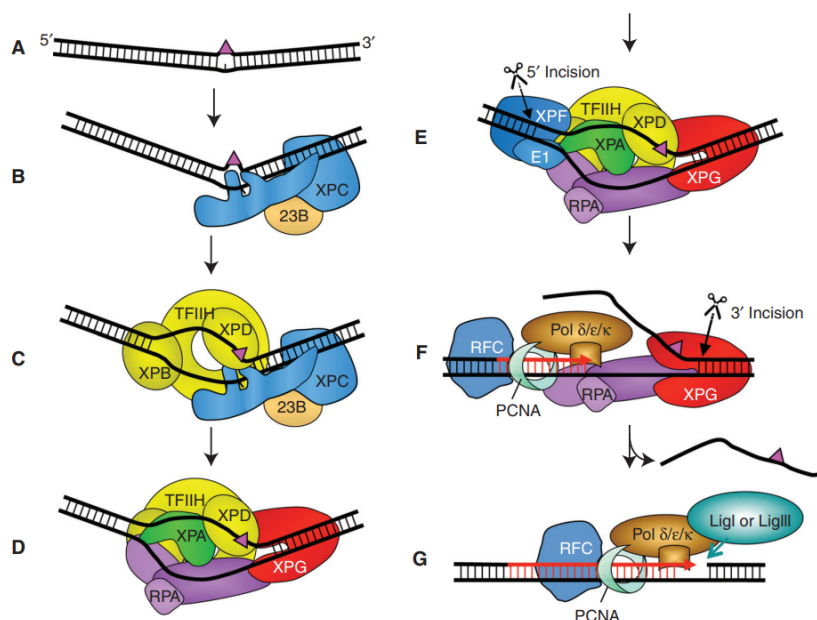 A
5′
3′
B
XPC
23B
C
TFIIH
XPD
XPB
XPC
23B
D
TFIIH
XPA
XPD
XPG
RPA
E
5′ Incision
XPF
TFIIH
XPD
XPA
E1
XPG
RPA
F
3′ Incision
Pol δ/ε/κ
RFC
RPA
XPG
PCNA
G
LigI or LigIII
Pol δ/ε/κ
RFC
PCNA